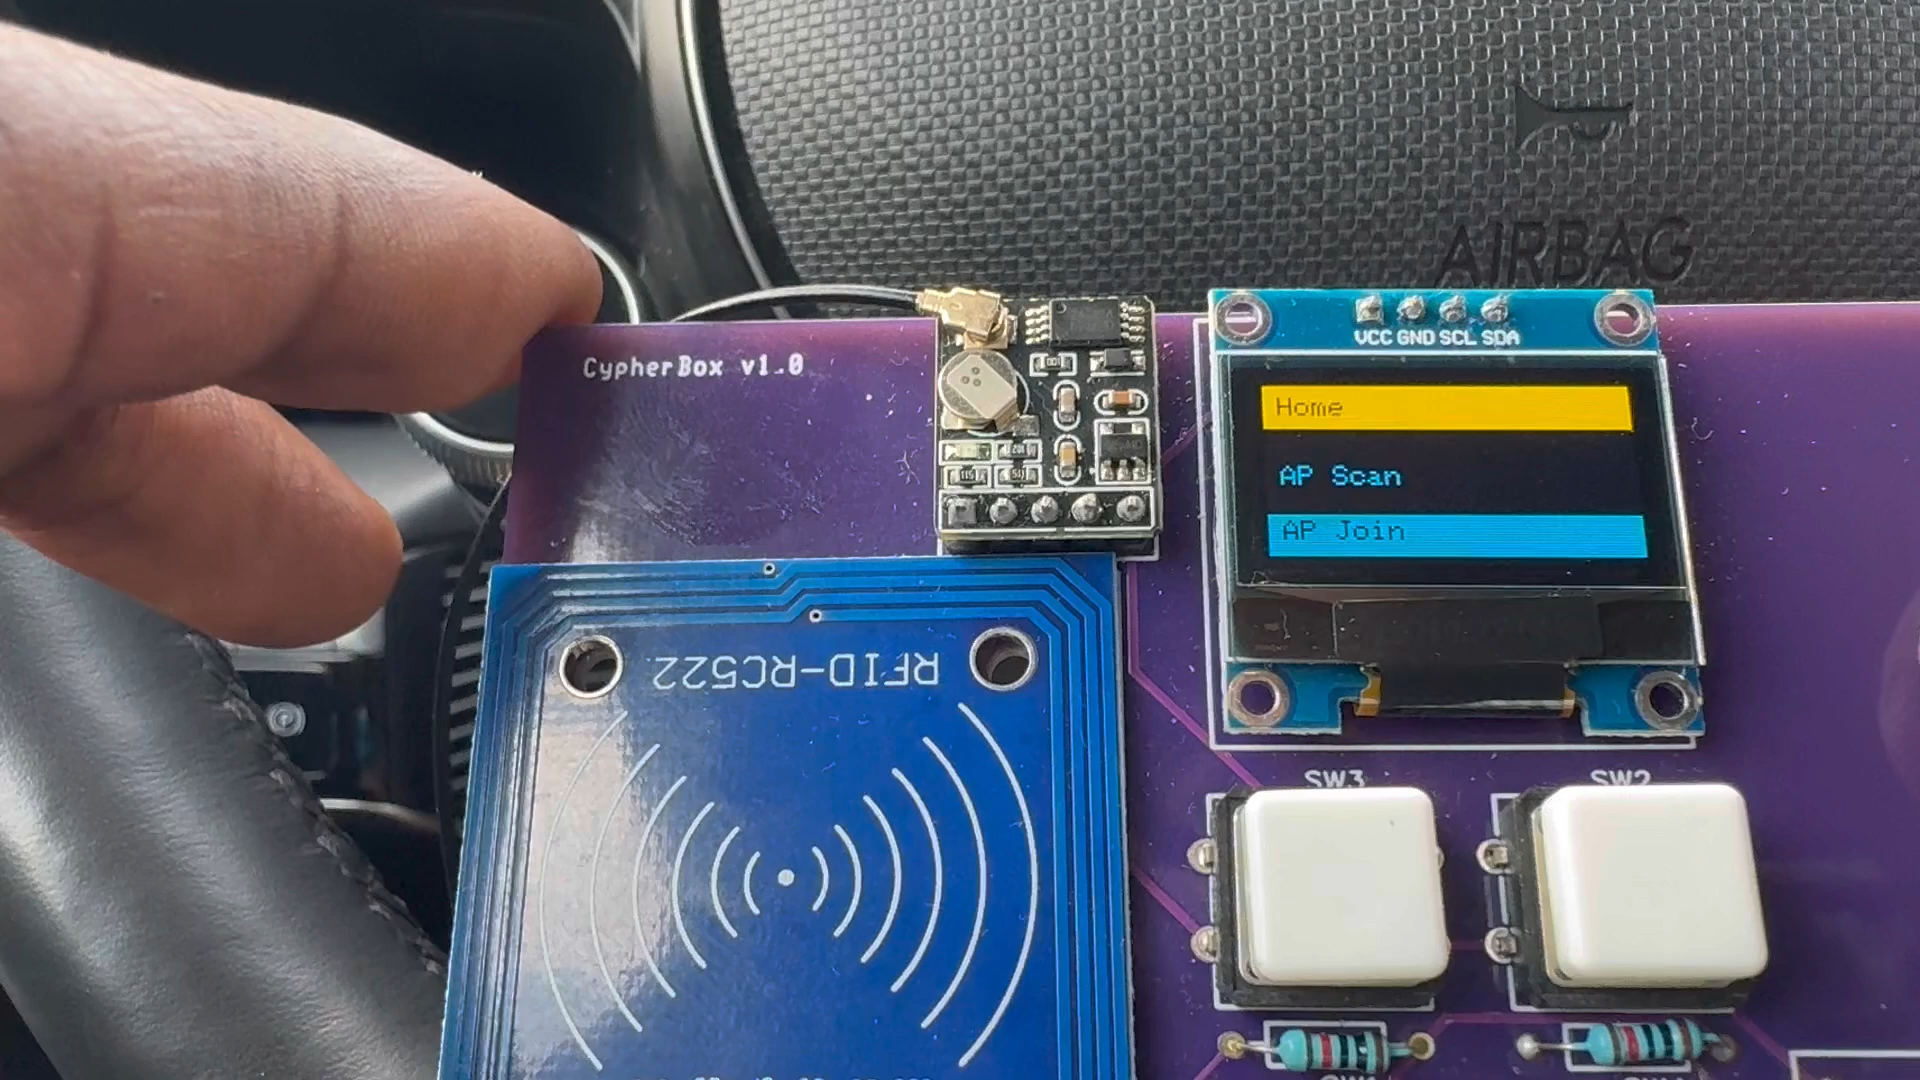 AIRBAG
CypherBox v1.0
VCC GND SCL SDA
Home
AP Scan
AP Join
RFID-RC522
SW3
SW2